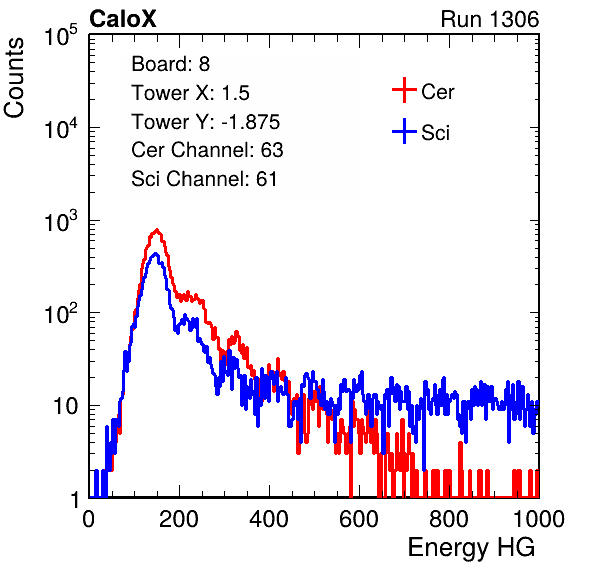 CaloX Run 1306
Counts
10^5
10^4
10^3
10^2
10
1
Board: 8
Tower X: 1.5
Tower Y: -1.875
Cer Channel: 63
Sci Channel: 61
Cer
Sci
0 200 400 600 800 1000
Energy HG